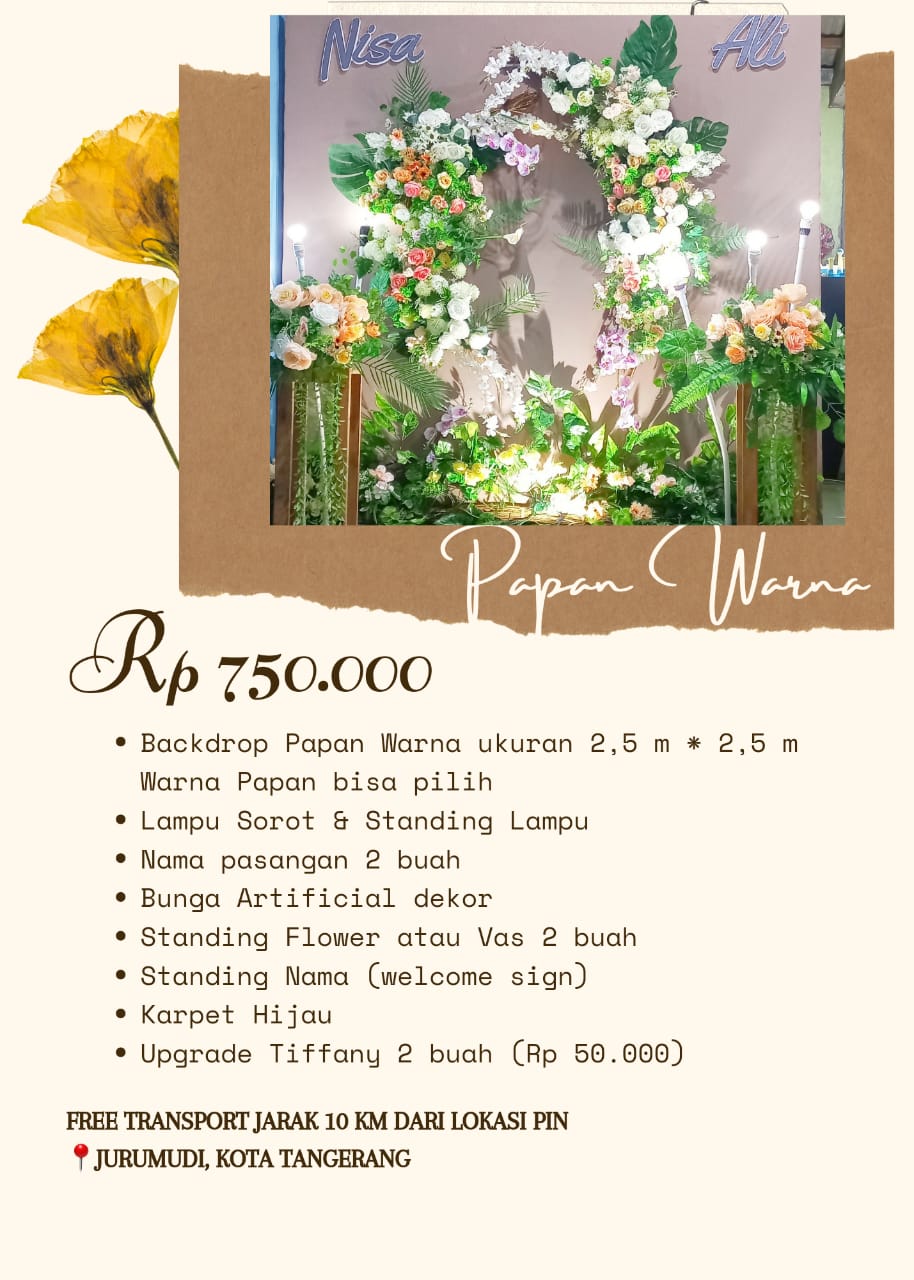 Nisa
Ali
Papan Warna
Rp 750.000
• Backdrop Papan Warna ukuran 2,5 m * 2,5 m
Warna Papan bisa pilih
• Lampu Sorot & Standing Lampu
• Nama pasangan 2 buah
• Bunga Artificial dekor
• Standing Flower atau Vas 2 buah
• Standing Nama (welcome sign)
• Karpet Hijau
• Upgrade Tiffany 2 buah (Rp 50.000)
FREE TRANSPORT JARAK 10 KM DARI LOKASI PIN
📍JURUMUDI, KOTA TANGERANG